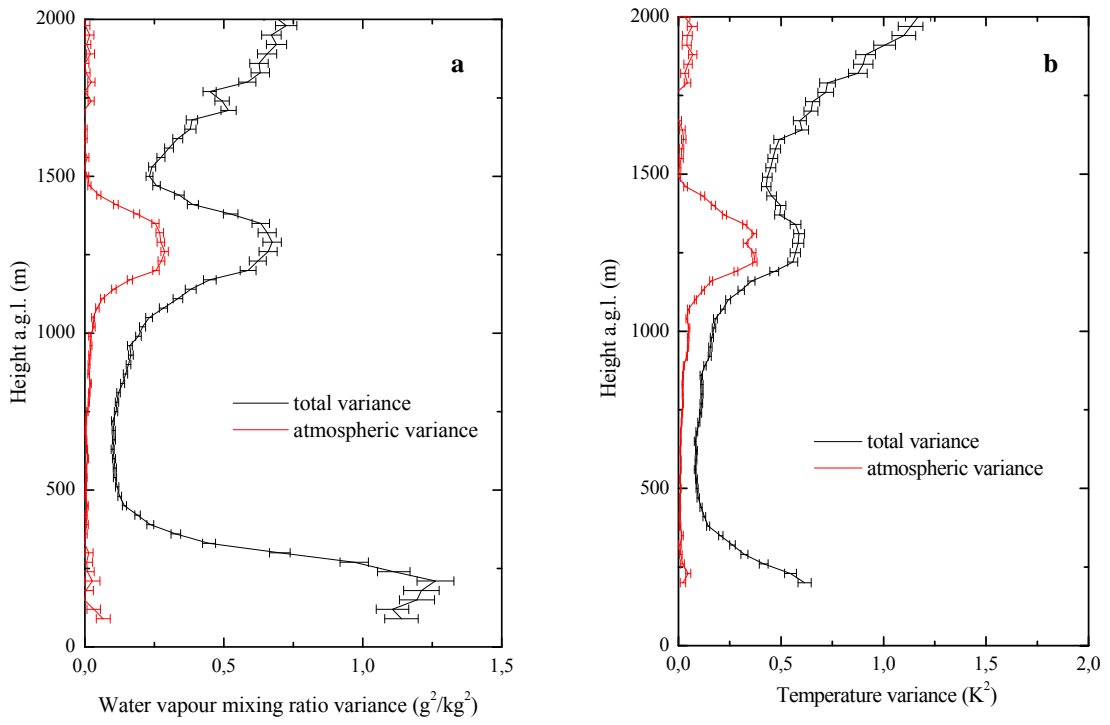 a
2000
1500
1000
500
0
Height a.g.l. (m)
total variance
atmospheric variance
0,0
0,5
1,0
1,5
Water vapour mixing ratio variance (g²/kg²)
b
2000
1500
1000
500
0
Height a.g.l. (m)
total variance
atmospheric variance
0,0
0,5
1,0
1,5
2,0
Temperature variance (K²)